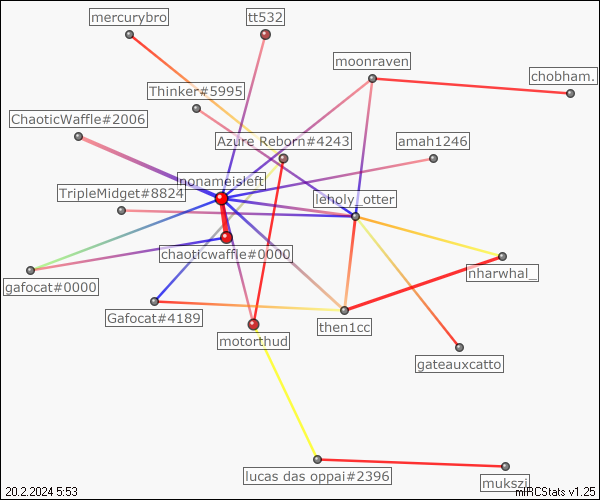 mercurybro
tt532
moonraven
chobham.
Thinker#5995
ChaoticWaffle#2006
Azure Reborn#4243
amah1246
nonameisleft
TripleMidget#8824
leholy_otter
chaoticwaffle#0000
nharwhal_
gafocat#0000
Gafocat#4189
then1cc
motorthud
gateauxcatto
lucas das oppai#2396
mukszi
20.2.2024 5:53
mIRCStats v1.25